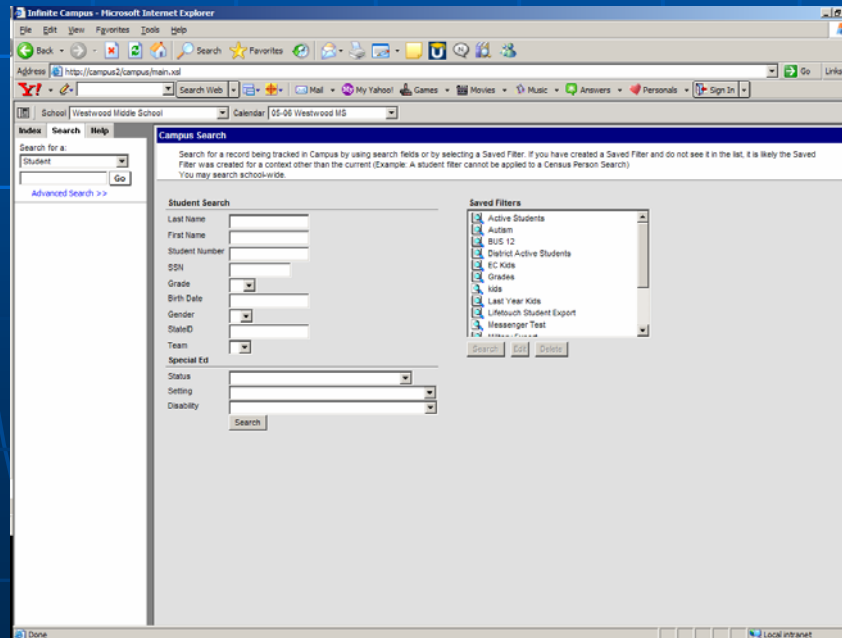 Infinite Campus - Microsoft Internet Explorer
File Edit View Favorites Tools Help
Back Search Favorites
Address http://campus2/campus/main.xsl Go Links
Y! Search Web Mail My Yahoo! Games Movies Music Answers Personals Sign In
School Westwood Middle School Calendar 05-06 Westwood MS
Index Search Help
Search for a:
Student
Go
Advanced Search >>
Campus Search
Search for a record being tracked in Campus by using search fields or by selecting a Saved Filter. If you have created a Saved Filter and do not see it in the list, it is likely the Saved
Filter was created for a context other than the current (Example: A student filter cannot be applied to a Census Person Search)
You may search school-wide.
Student Search
Last Name
First Name
Student Number
SSN
Grade
Birth Date
Gender
StateID
Team
Special Ed
Status
Setting
Disability
Search
Saved Filters
Active Students
Autism
BUS 12
District Active Students
EC Kids
Grades
kids
Last Year Kids
Lifetouch Student Export
Messenger Test
Search Edit Delete
Done Local intranet